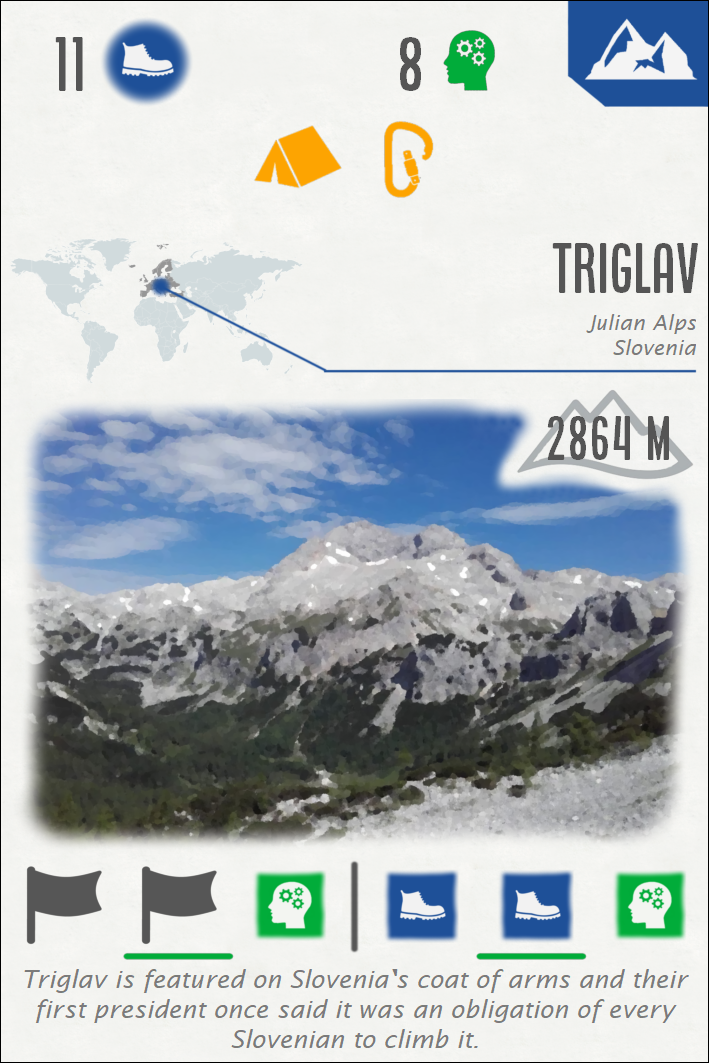 11
8
TRIGLAV
Julian Alps
Slovenia
2864 M
Triglav is featured on Slovenia's coat of arms and their
first president once said it was an obligation of every
Slovenian to climb it.